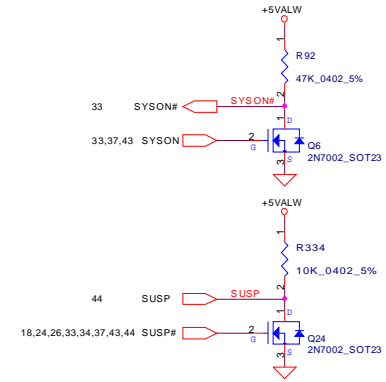 +5VALW
1
R92
47K_0402_5%
2
33 SYSON# SYSON#
1
D
33,37,43 SYSON 2
G
Q6
S
2N7002_SOT23
3
+5VALW
1
R334
10K_0402_5%
2
44 SUSP SUSP
1
D
18,24,26,33,34,37,43,44 SUSP# 2
G
Q24
S
2N7002_SOT23
3